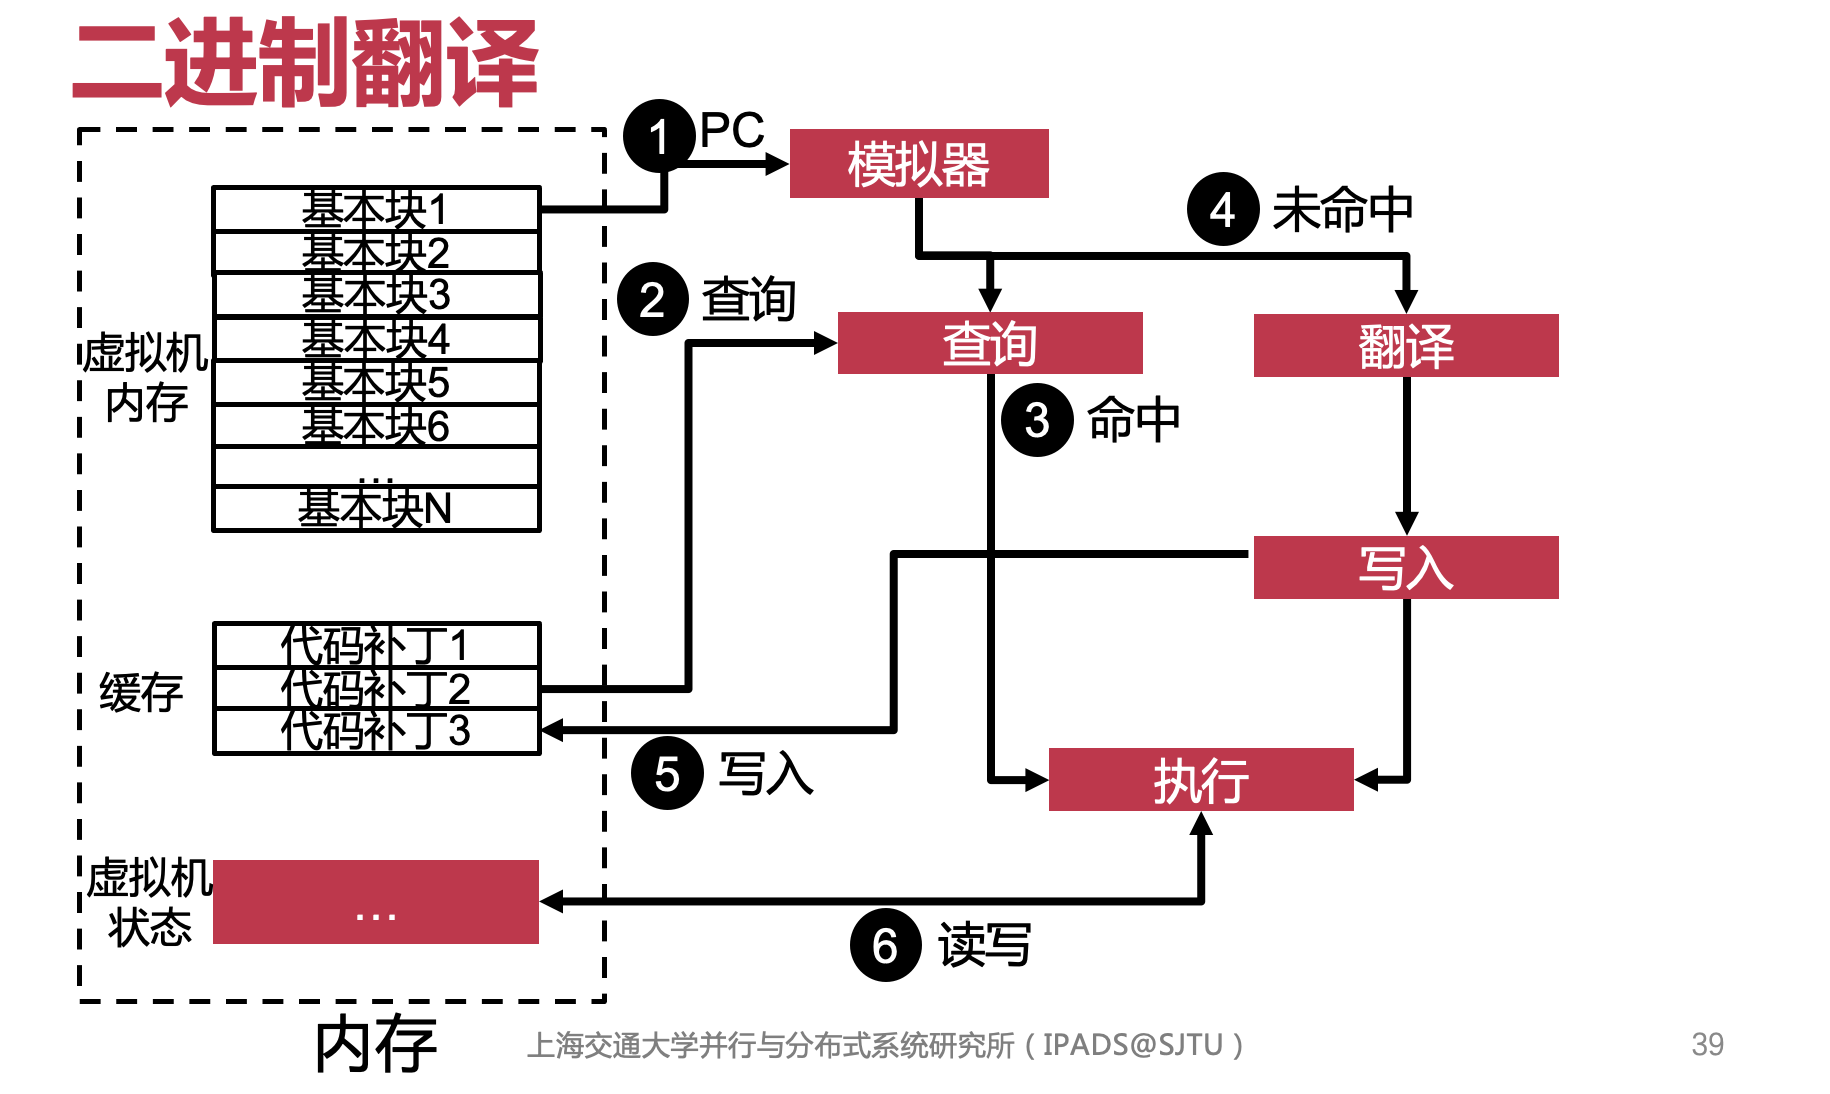 二进制翻译
1 PC
模拟器
4 未命中
基本块1
基本块2
基本块3
基本块4
基本块5
基本块6
...
基本块N
虚拟机
内存
2 查询
查询
翻译
3 命中
写入
代码补丁1
代码补丁2
代码补丁3
缓存
5 写入
执行
虚拟机
状态
...
6 读写
内存
上海交通大学并行与分布式系统研究所（IPADS@SJTU）
39